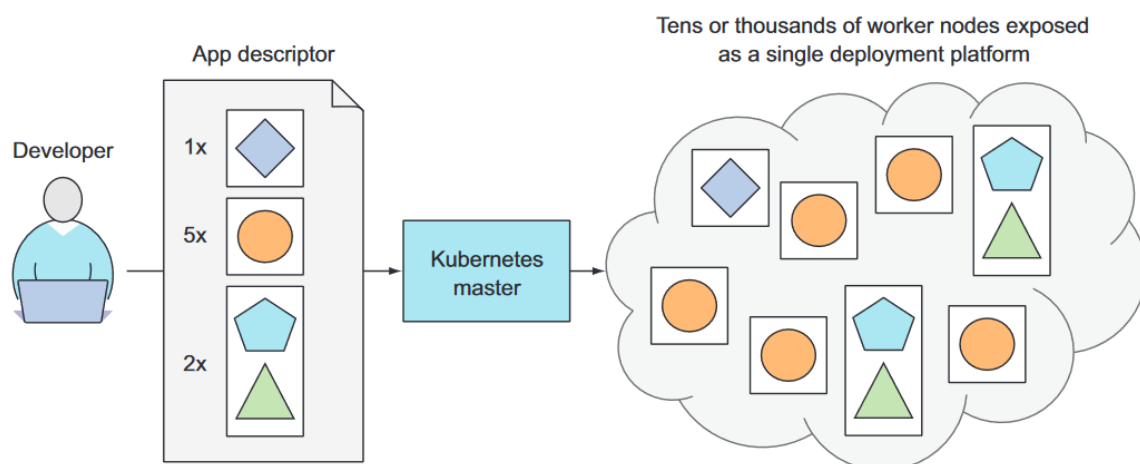 Tens or thousands of worker nodes exposed
as a single deployment platform
App descriptor
Developer
1x
5x
2x
Kubernetes
master